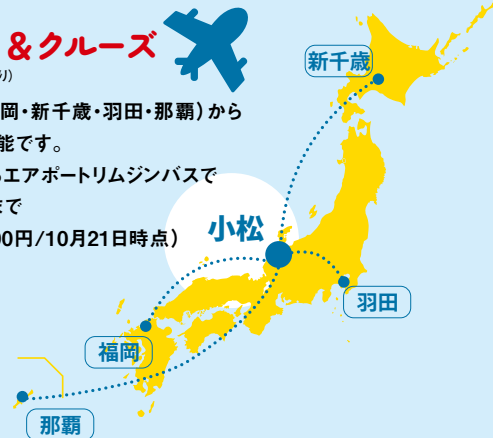 &クルーズ
り)
岡・新千歳・羽田・那覇)から
能です。
エアポートリムジンバスで
まで
00円/10月21日時点)
新千歳
小松
羽田
福岡
那覇